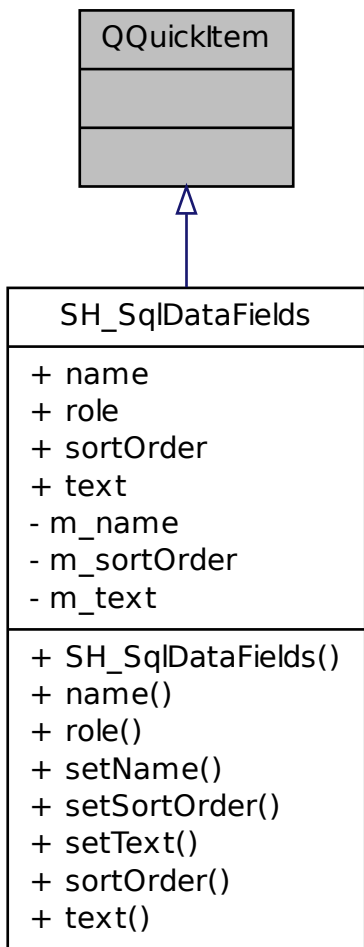 QQuickItem
SH_SqlDataFields
+ name
+ role
+ sortOrder
+ text
- m_name
- m_sortOrder
- m_text
+ SH_SqlDataFields()
+ name()
+ role()
+ setName()
+ setSortOrder()
+ setText()
+ sortOrder()
+ text()